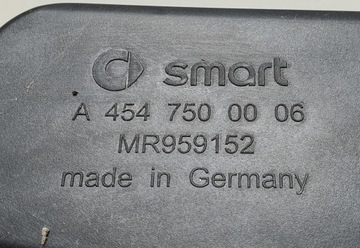 smart
A 454 750 00 06
MR959152
made in Germany